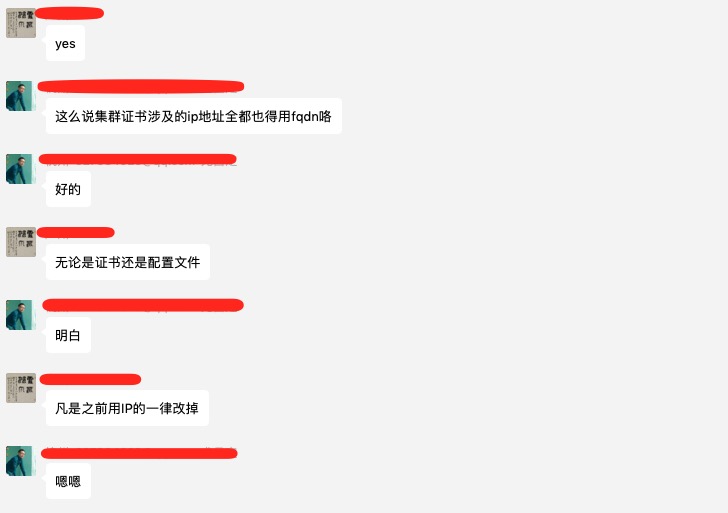 yes
这么说集群证书涉及的ip地址全都也得用fqdn咯
好的
无论是证书还是配置文件
明白
凡是之前用IP的一律改掉
嗯嗯